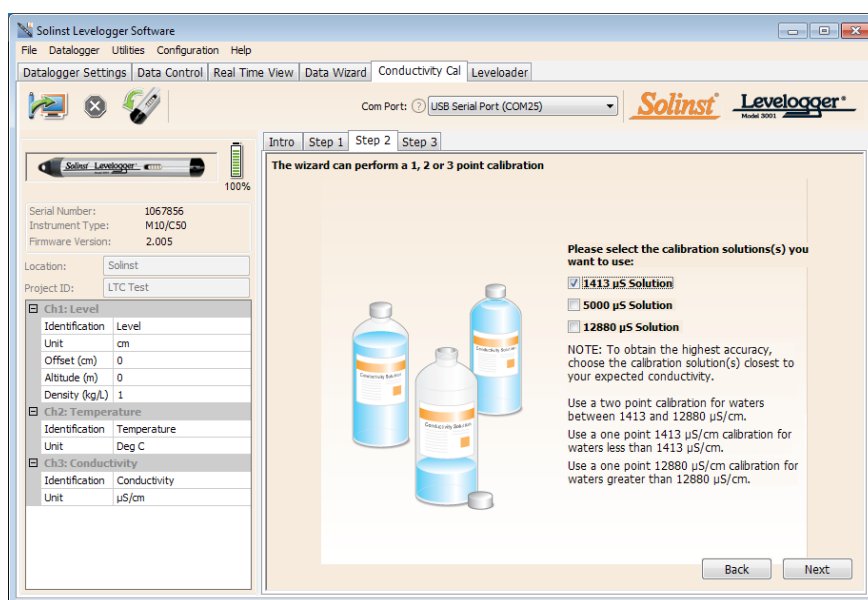 Solinst Levelogger Software
File Datalogger Utilities Configuration Help
Datalogger Settings Data Control Real Time View Data Wizard Conductivity Cal Leveloader
Com Port: ? USB Serial Port (COM25)
Solinst Levelogger®
Model 3001
Intro Step 1 Step 2 Step 3
The wizard can perform a 1, 2 or 3 point calibration
Solinst Levelogger
100%
Serial Number: 1067856
Instrument Type: M10/C50
Firmware Version: 2.005
Location: Solinst
Project ID: LTC Test
Ch1: Level
Identification Level
Unit cm
Offset (cm) 0
Altitude (m) 0
Density (kg/L) 1
Ch2: Temperature
Identification Temperature
Unit Deg C
Ch3: Conductivity
Identification Conductivity
Unit µS/cm
Conductivity Solution
Conductivity Solution
Conductivity Solution
Please select the calibration solutions(s) you
want to use:
1413 µS Solution
5000 µS Solution
12880 µS Solution
NOTE: To obtain the highest accuracy,
choose the calibration solution(s) closest to
your expected conductivity.
Use a two point calibration for waters
between 1413 and 12880 µS/cm.
Use a one point 1413 µS/cm calibration for
waters less than 1413 µS/cm.
Use a one point 12880 µS/cm calibration for
waters greater than 12880 µS/cm.
Back Next